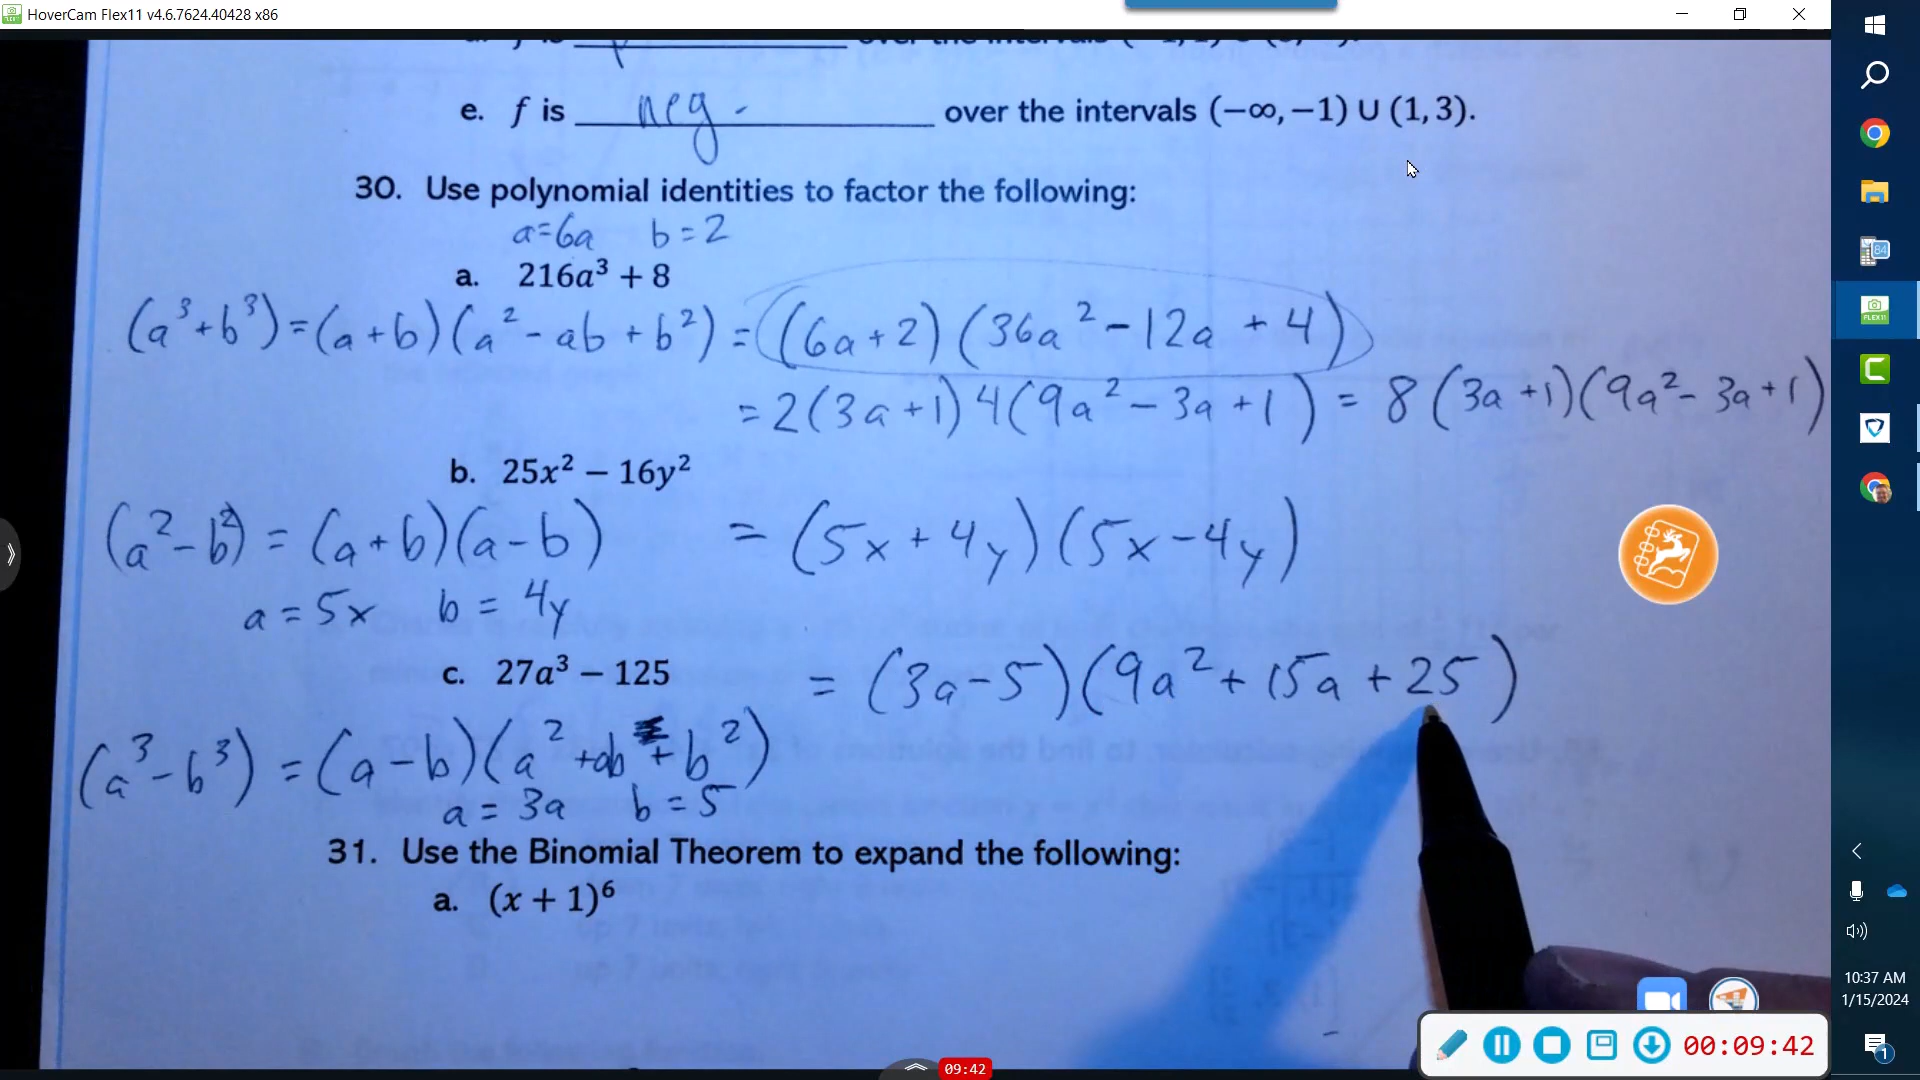 HoverCam Flex11 v4.6.7624.40428 x86
e. f is neg. over the intervals (−∞, −1) ∪ (1, 3).
30. Use polynomial identities to factor the following:
a=6a b=2
a. 216a³ + 8
(a³+b³)=(a+b)(a²-ab+b²)=(6a+2)(36a²-12a+4)
=2(3a+1)4(9a²-3a+1)=8(3a+1)(9a²-3a+1)
b. 25x² − 16y²
(a²-b²)=(a+b)(a-b) =(5x+4y)(5x-4y)
a=5x b=4y
c. 27a³ − 125 =(3a-5)(9a²+15a+25)
(a³-b³)=(a-b)(a²+ab+b²)
a=3a b=5
31. Use the Binomial Theorem to expand the following:
a. (x + 1)⁶
84
FLEX11
10:37 AM
1/15/2024
1
00:09:42
09:42